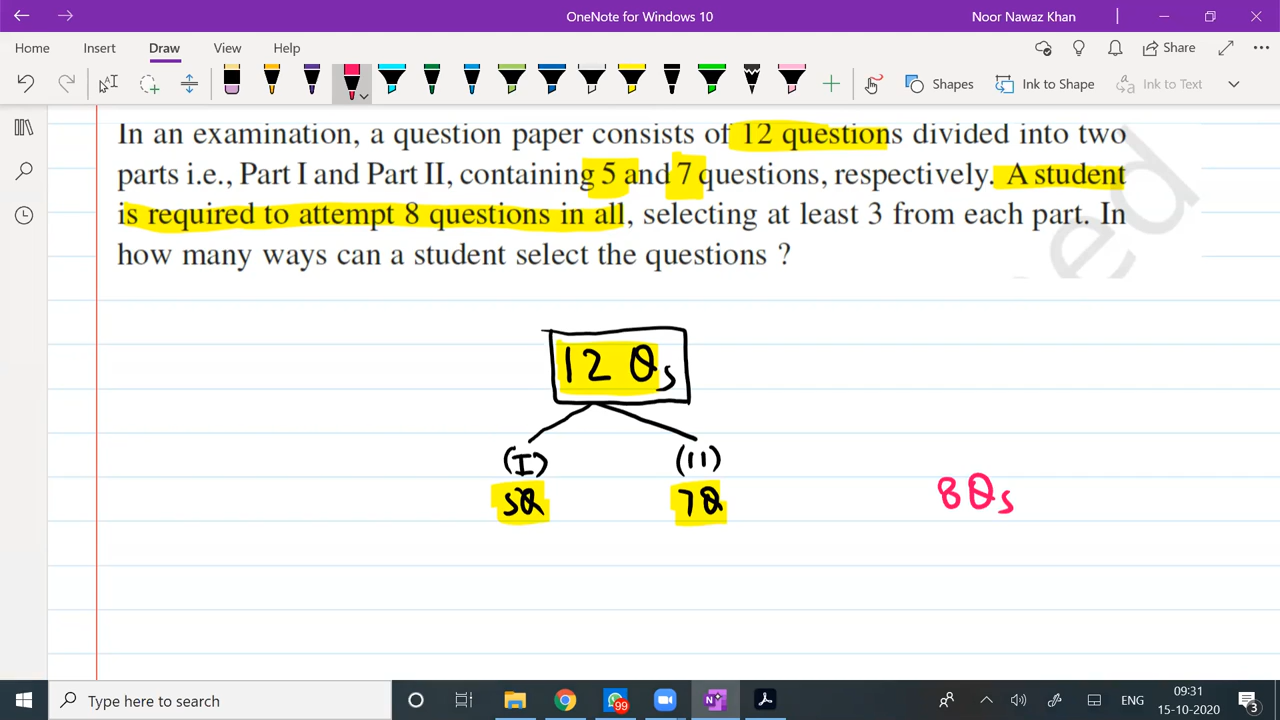 OneNote for Windows 10
Noor Nawaz Khan
Home Insert Draw View Help
Share
Shapes Ink to Shape Ink to Text
In an examination, a question paper consists of 12 questions divided into two
parts i.e., Part I and Part II, containing 5 and 7 questions, respectively. A student
is required to attempt 8 questions in all, selecting at least 3 from each part. In
how many ways can a student select the questions ?
ed
12 Qs
(I) (II)
5Q 7Q
8Qs
Type here to search
99
ENG
09:31
15-10-2020
3